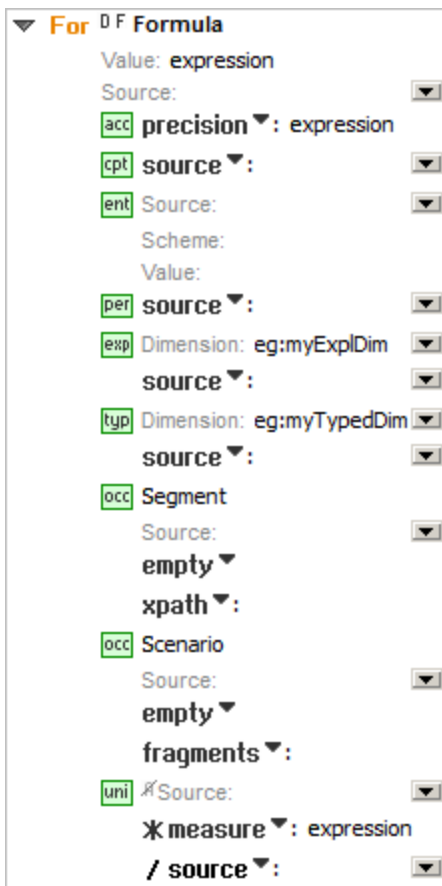 For D F Formula
Value: expression
Source:
acc precision : expression
cpt source :
ent Source:
Scheme:
Value:
per source :
exp Dimension: eg:myExplDim
source :
typ Dimension: eg:myTypedDim
source :
occ Segment
Source:
empty
xpath :
occ Scenario
Source:
empty
fragments :
uni Source:
* measure : expression
/ source :